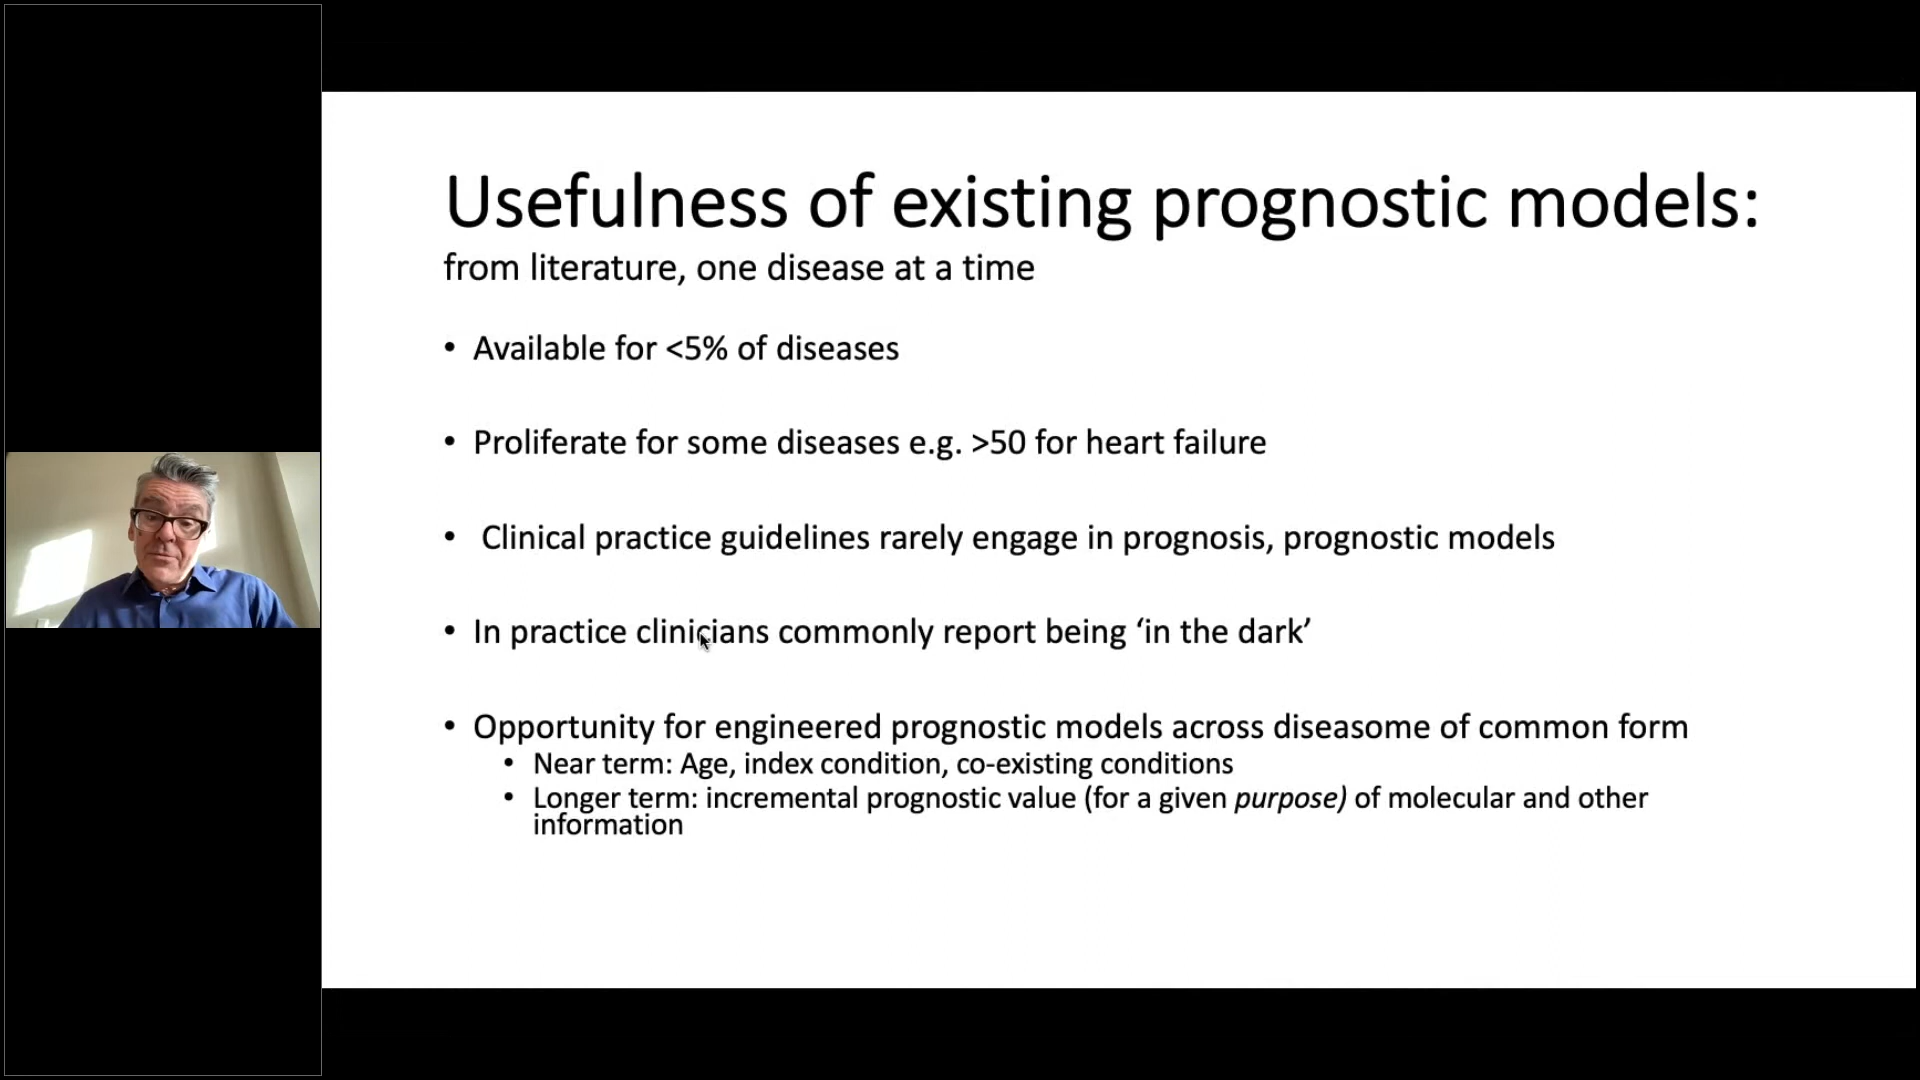 Usefulness of existing prognostic models:
from literature, one disease at a time
• Available for <5% of diseases
• Proliferate for some diseases e.g. >50 for heart failure
• Clinical practice guidelines rarely engage in prognosis, prognostic models
• In practice clinicians commonly report being ‘in the dark’
• Opportunity for engineered prognostic models across diseasome of common form
• Near term: Age, index condition, co-existing conditions
• Longer term: incremental prognostic value (for a given purpose) of molecular and other
information